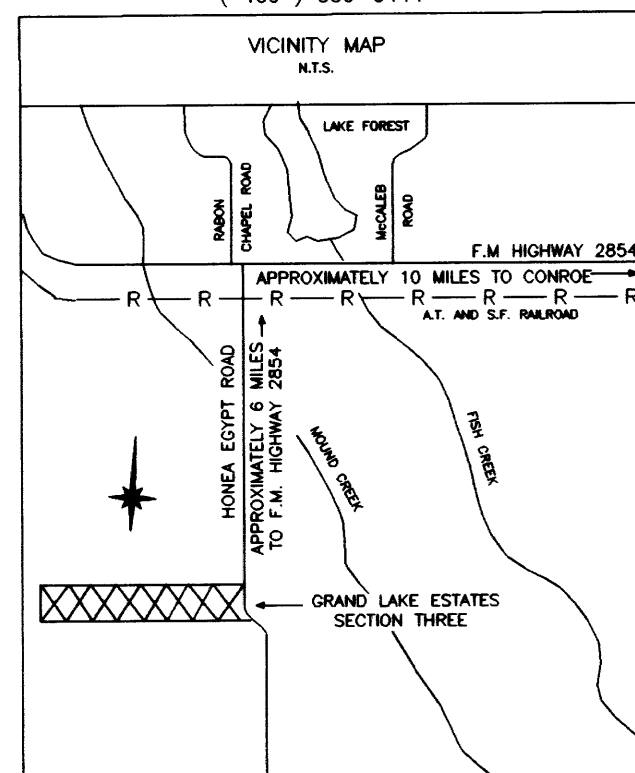 VICINITY MAP
N.T.S.
LAKE FOREST
RABON
CHAPEL ROAD
McCALEB
ROAD
F.M HIGHWAY 2854
APPROXIMATELY 10 MILES TO CONROE
R R R R R R R R
A.T. AND S.F. RAILROAD
HONEA EGYPT ROAD
APPROXIMATELY 6 MILES
TO F.M. HIGHWAY 2854
MOUND CREEK
FISH CREEK
GRAND LAKE ESTATES
SECTION THREE